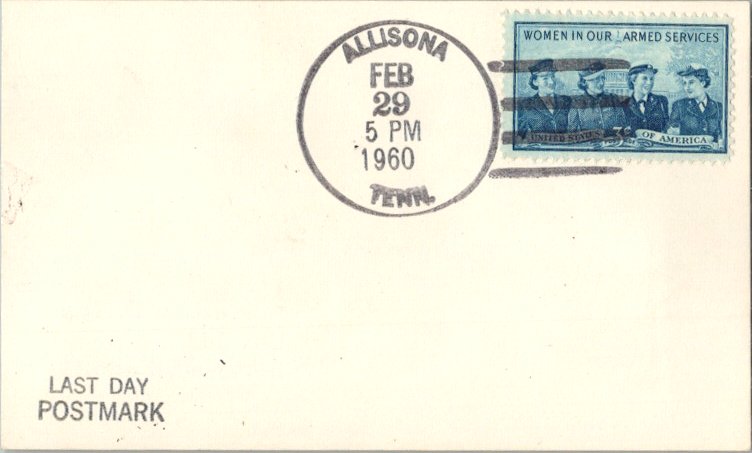 ALLISONA
FEB
29
5 PM
1960
TENN.
WOMEN IN OUR ARMED SERVICES
UNITED STATES 3¢ OF AMERICA
LAST DAY
POSTMARK